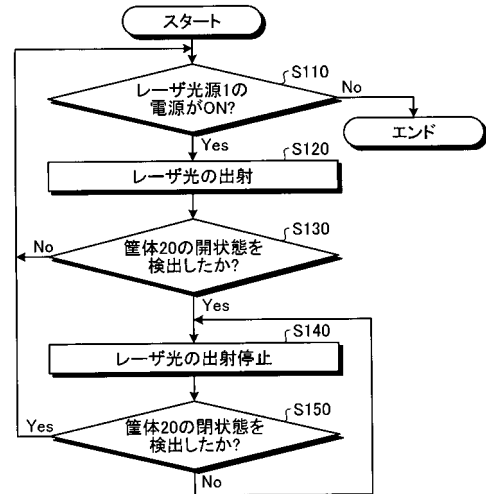 スタート
S110
レーザ光源1の
電源がON?
No
エンド
Yes
S120
レーザ光の出射
S130
No
筐体20の開状態を
検出したか?
Yes
S140
レーザ光の出射停止
S150
Yes
筐体20の閉状態を
検出したか?
No